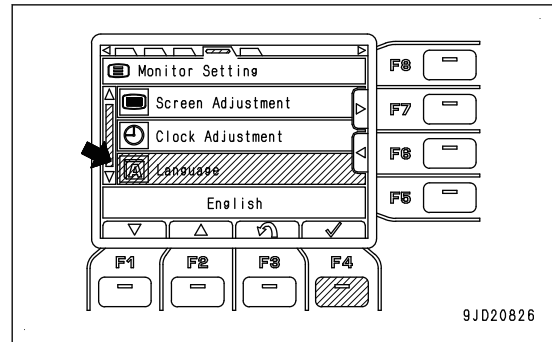 Monitor Setting
F8
Screen Adjustment
F7
Clock Adjustment
F6
A Language
F5
English
F1 F2 F3 F4
9JD20826